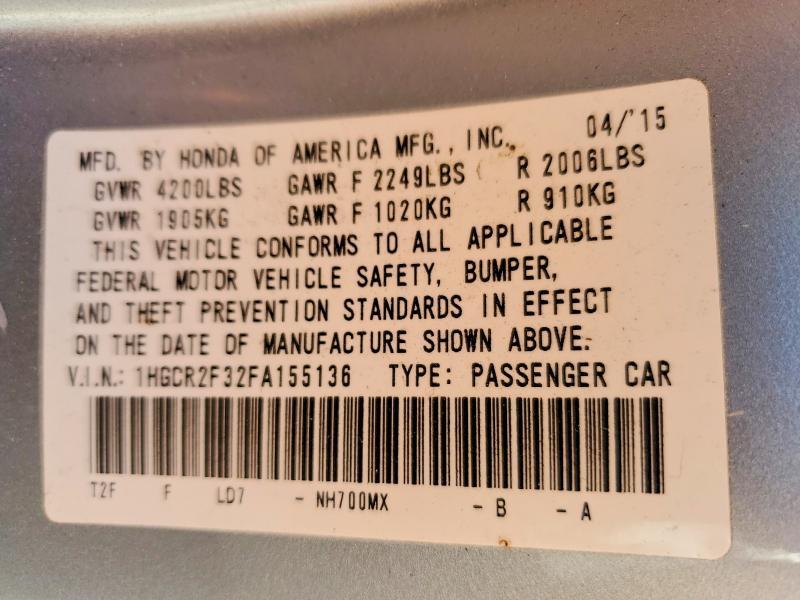 MFD. BY HONDA OF AMERICA MFG., INC. 04/'15
GVWR 4200LBS GAWR F 2249LBS R 2006LBS
GVWR 1905KG GAWR F 1020KG R 910KG
THIS VEHICLE CONFORMS TO ALL APPLICABLE
FEDERAL MOTOR VEHICLE SAFETY, BUMPER,
AND THEFT PREVENTION STANDARDS IN EFFECT
ON THE DATE OF MANUFACTURE SHOWN ABOVE.
V.I.N.: 1HGCR2F32FA155136 TYPE: PASSENGER CAR
T2F F LD7 - NH700MX - B - A